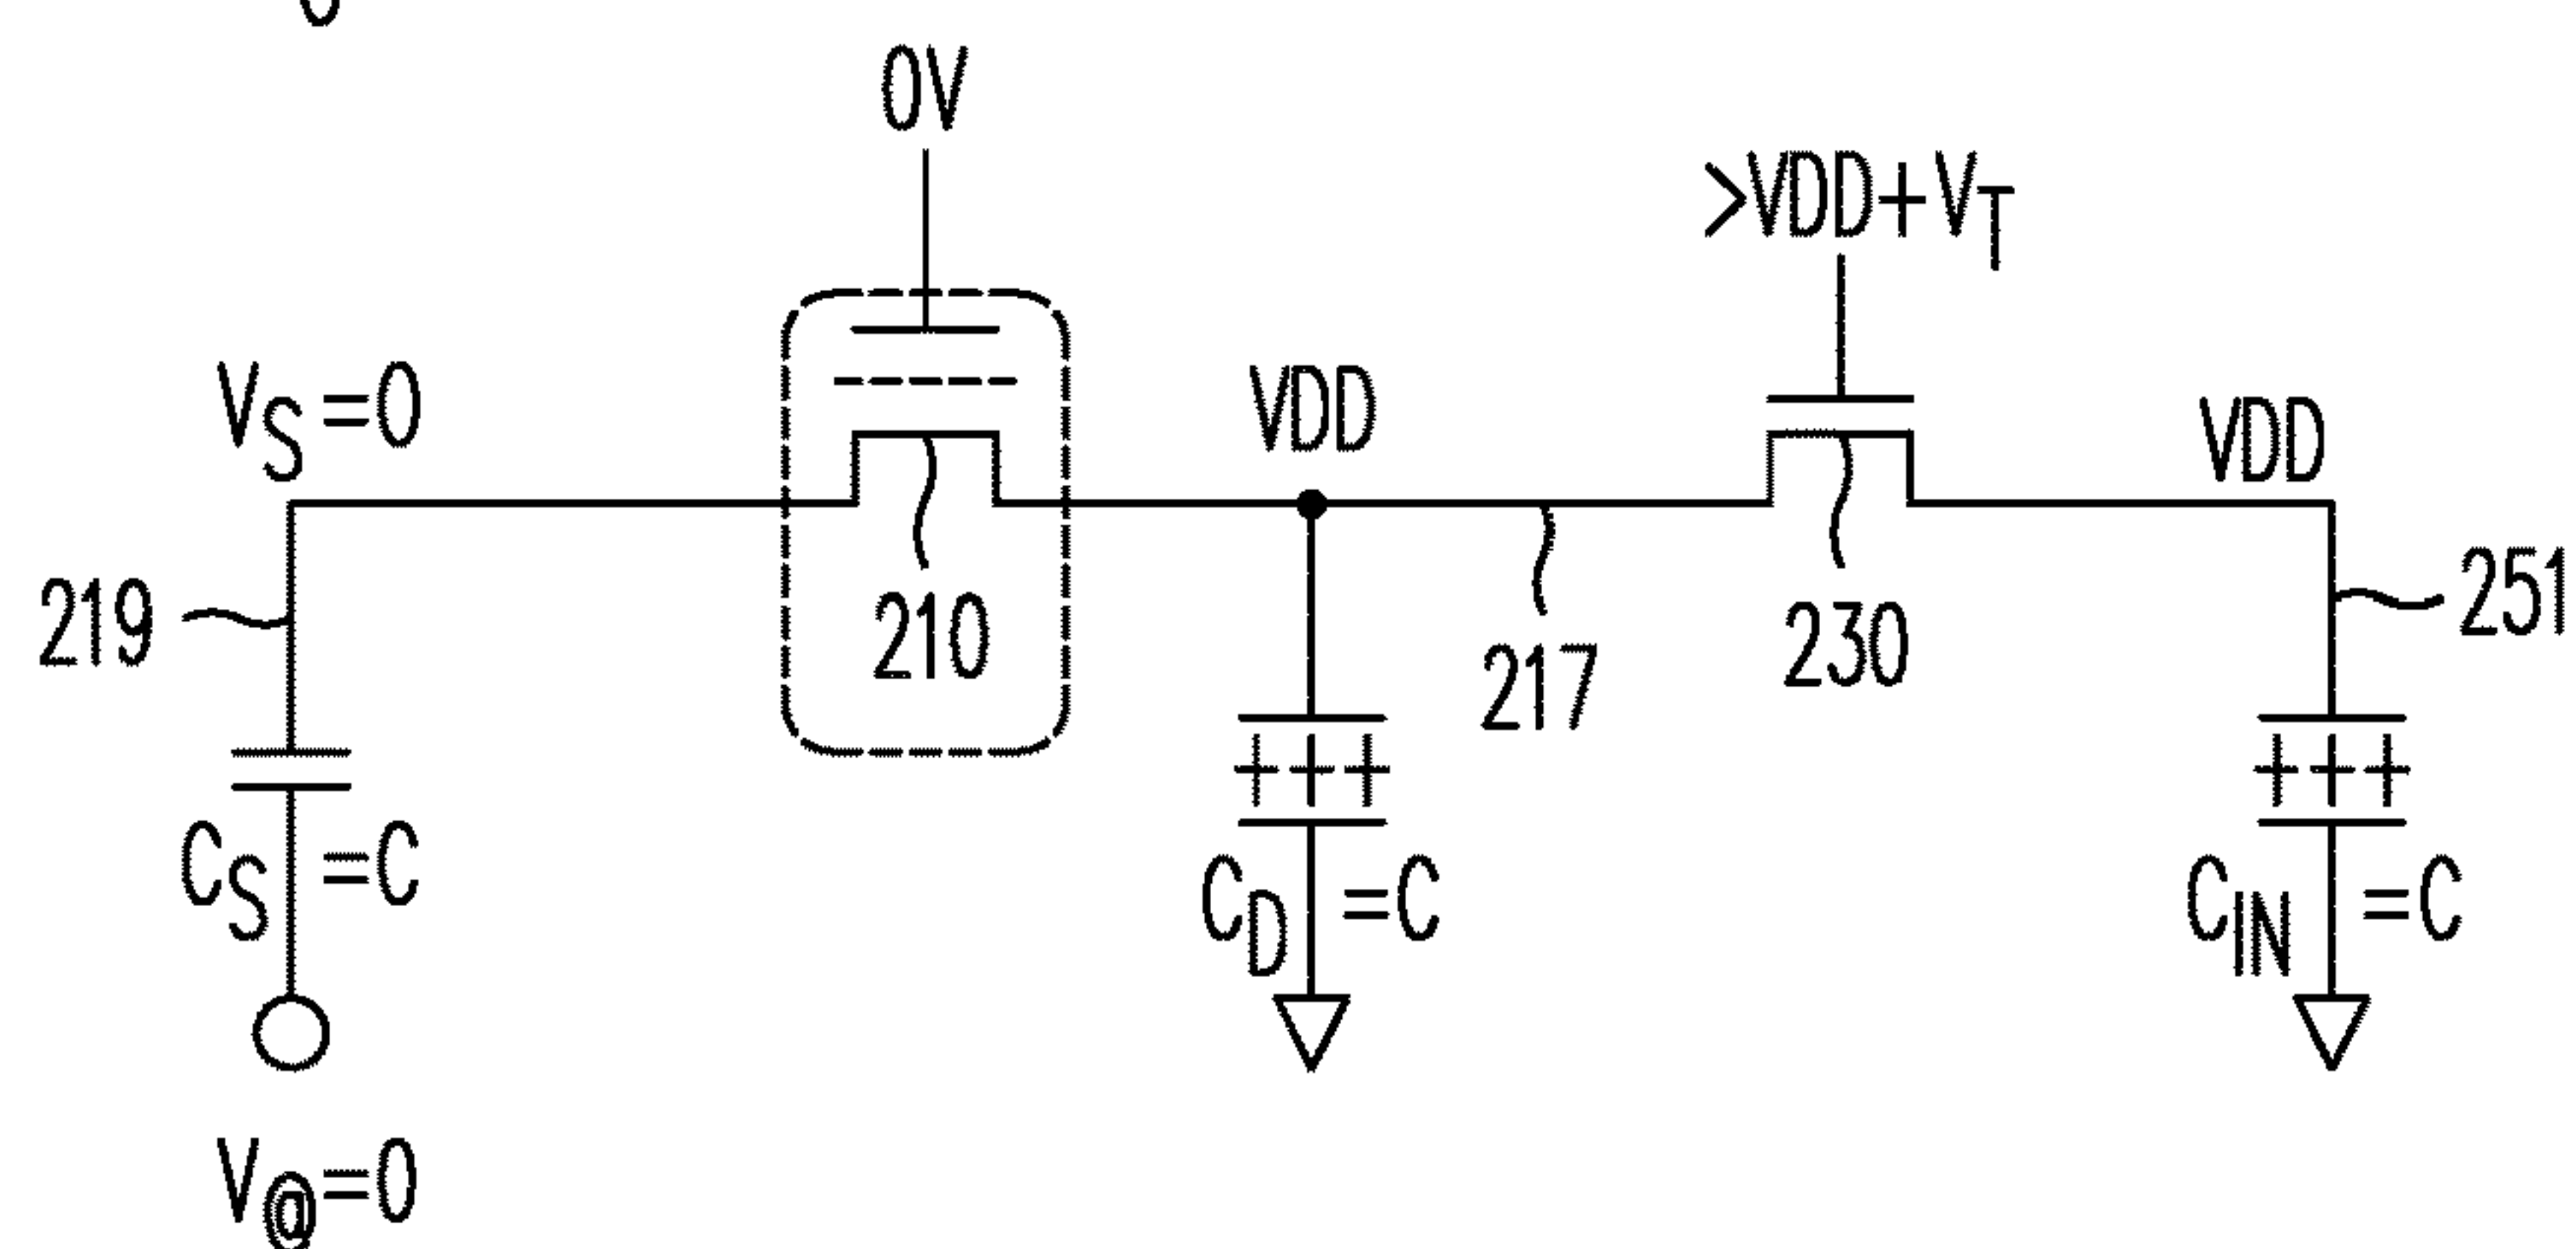 0V
>VDD+VT
VS=0
VDD
VDD
219
210
217
230
251
CS=C
CD=C
CIN=C
V@=0